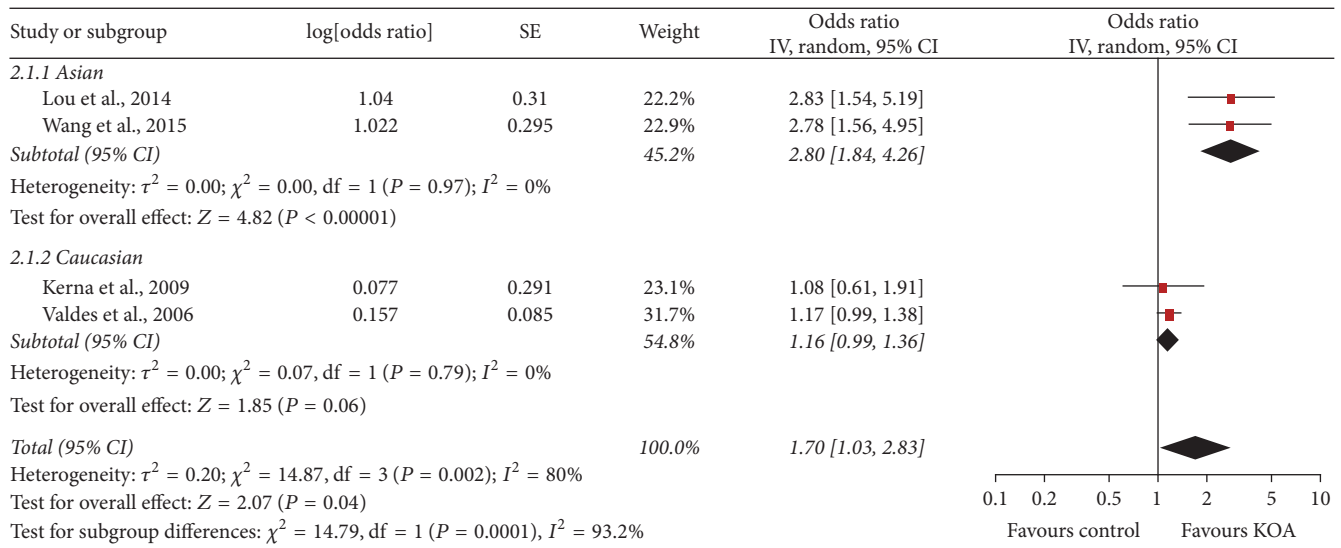 Study or subgroup log[odds ratio] SE Weight Odds ratio IV, random, 95% CI Odds ratio IV, random, 95% CI
2.1.1 Asian
Lou et al., 2014 1.04 0.31 22.2% 2.83 [1.54, 5.19]
Wang et al., 2015 1.022 0.295 22.9% 2.78 [1.56, 4.95]
Subtotal (95% CI) 45.2% 2.80 [1.84, 4.26]
Heterogeneity: τ² = 0.00; χ² = 0.00, df = 1 (P = 0.97); I² = 0%
Test for overall effect: Z = 4.82 (P < 0.00001)
2.1.2 Caucasian
Kerna et al., 2009 0.077 0.291 23.1% 1.08 [0.61, 1.91]
Valdes et al., 2006 0.157 0.085 31.7% 1.17 [0.99, 1.38]
Subtotal (95% CI) 54.8% 1.16 [0.99, 1.36]
Heterogeneity: τ² = 0.00; χ² = 0.07, df = 1 (P = 0.79); I² = 0%
Test for overall effect: Z = 1.85 (P = 0.06)
Total (95% CI) 100.0% 1.70 [1.03, 2.83]
Heterogeneity: τ² = 0.20; χ² = 14.87, df = 3 (P = 0.002); I² = 80%
Test for overall effect: Z = 2.07 (P = 0.04)
Test for subgroup differences: χ² = 14.79, df = 1 (P = 0.0001), I² = 93.2%
0.1 0.2 0.5 1 2 5 10
Favours control Favours KOA